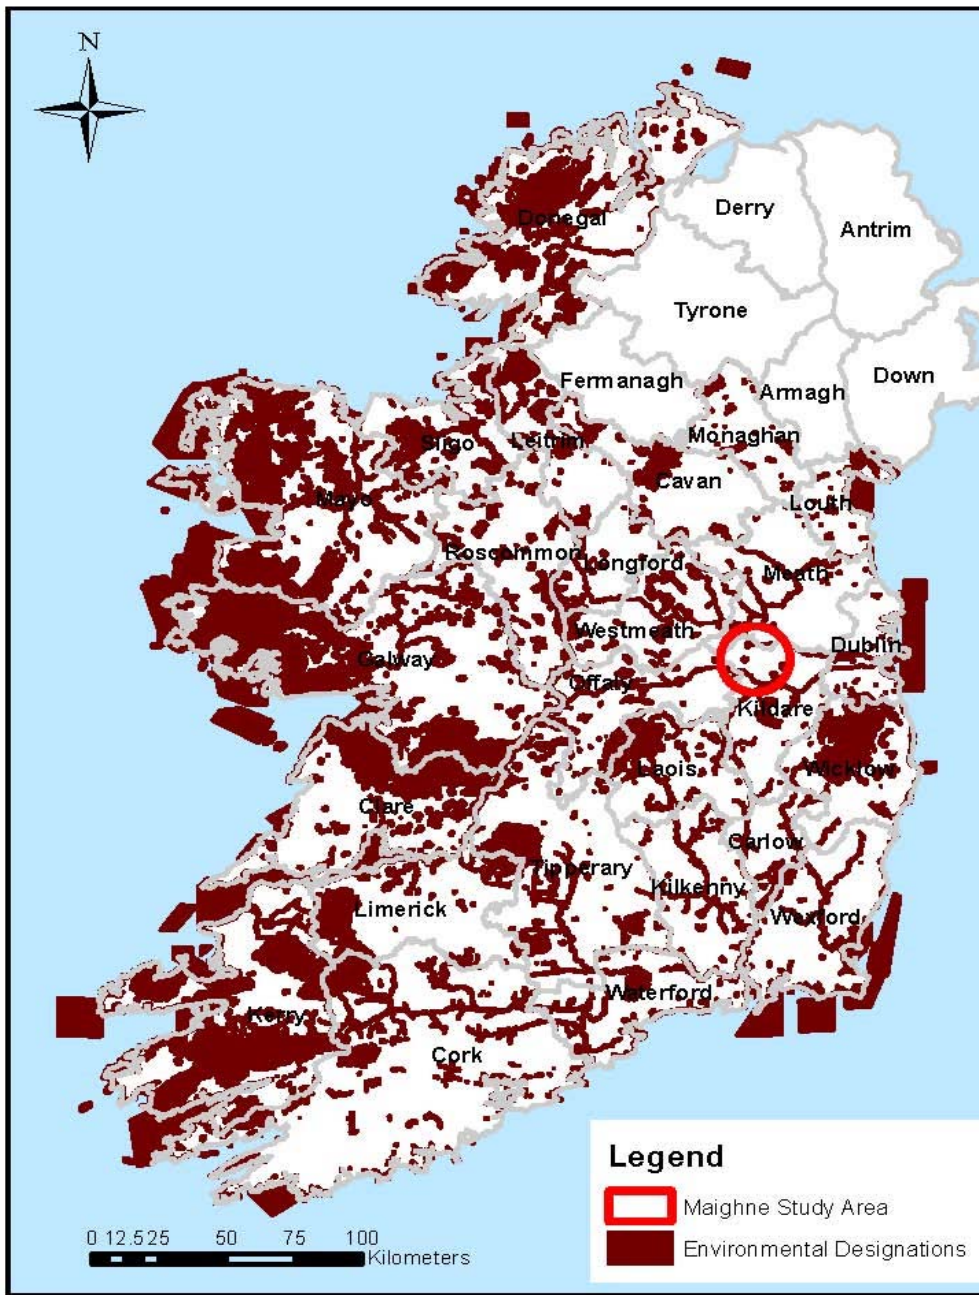 N
Donegal
Derry
Antrim
Tyrone
Fermanagh
Armagh
Down
Monaghan
Sligo
Leitrim
Cavan
Mayo
Louth
Roscommon
Longford
Meath
Westmeath
Dublin
Galway
Offaly
Kildare
Laois
Wicklow
Clare
Carlow
Tipperary
Kilkenny
Limerick
Wexford
Waterford
Kerry
Cork
Legend
Maighne Study Area
Environmental Designations
0 12.5 25 50 75 100
Kilometers